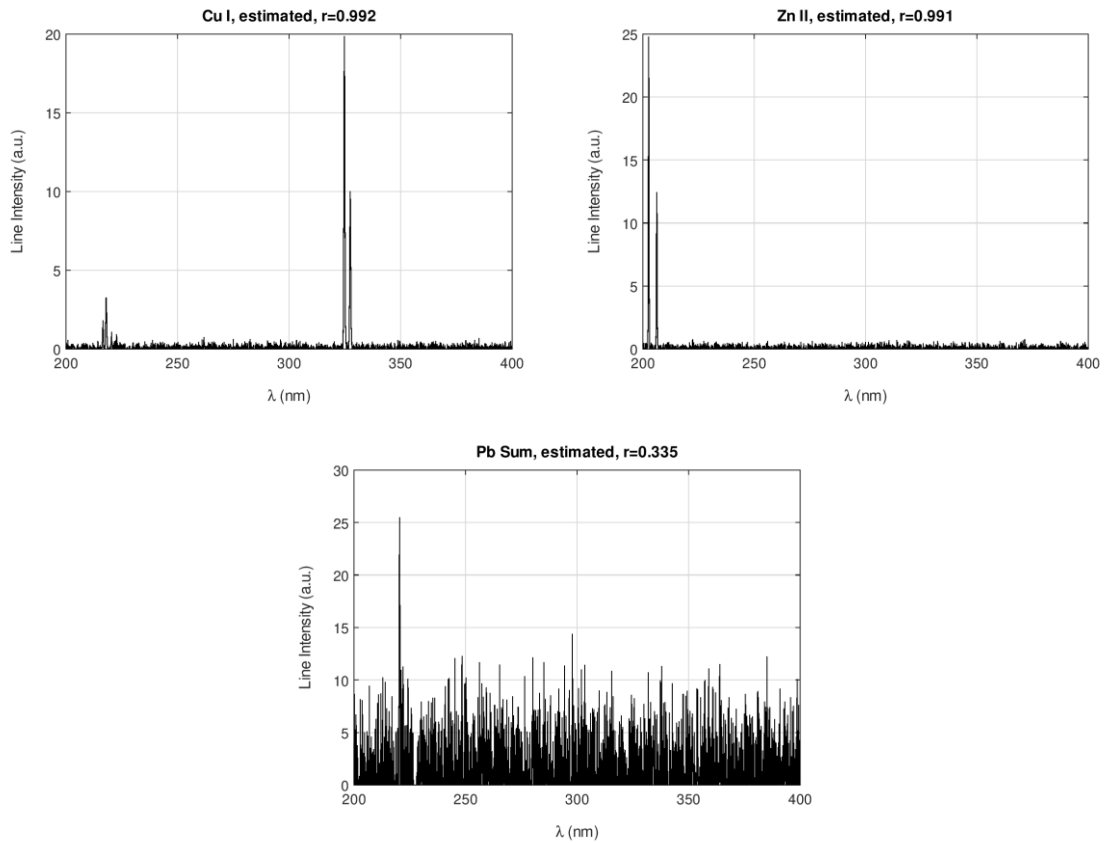 Cu I, estimated, r=0.992
20
15
10
5
0
Line Intensity (a.u.)
200 250 300 350 400
λ (nm)
Zn II, estimated, r=0.991
25
20
15
10
5
0
Line Intensity (a.u.)
200 250 300 350 400
λ (nm)
Pb Sum, estimated, r=0.335
30
25
20
15
10
5
0
Line Intensity (a.u.)
200 250 300 350 400
λ (nm)